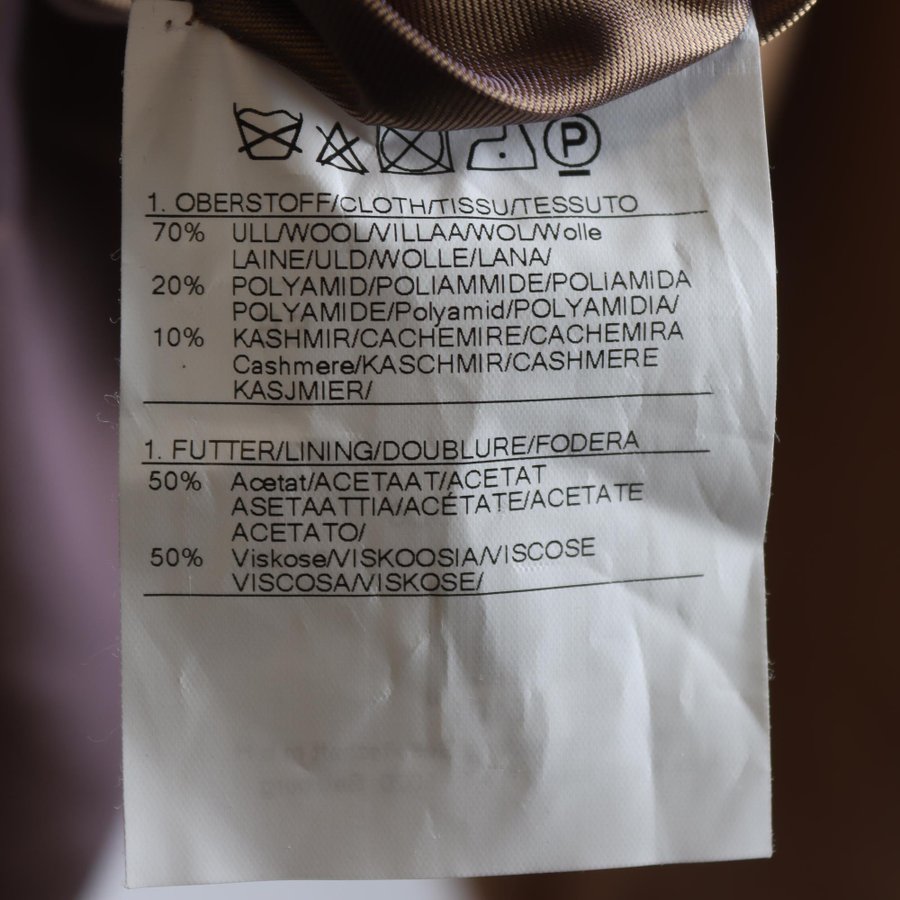 P
1. OBERSTOFF/CLOTH/TISSU/TESSUTO
70% ULL/WOOL/VILLAA/WOL/Wolle
LAINE/ULD/WOLLE/LANA/
20% POLYAMID/POLIAMMIDE/POLIAMIDA
POLYAMIDE/Polyamid/POLYAMIDIA/
10% KASHMIR/CACHEMIRE/CACHEMIRA
Cashmere/KASCHMIR/CASHMERE
KASJMIER/
1. FUTTER/LINING/DOUBLURE/FODERA
50% Acetat/ACETAAT/ACETAT
ASETAATTIA/ACÉTATE/ACETATE
ACETATO/
50% Viskose/VISKOOSIA/VISCOSE
VISCOSA/VISKOSE/